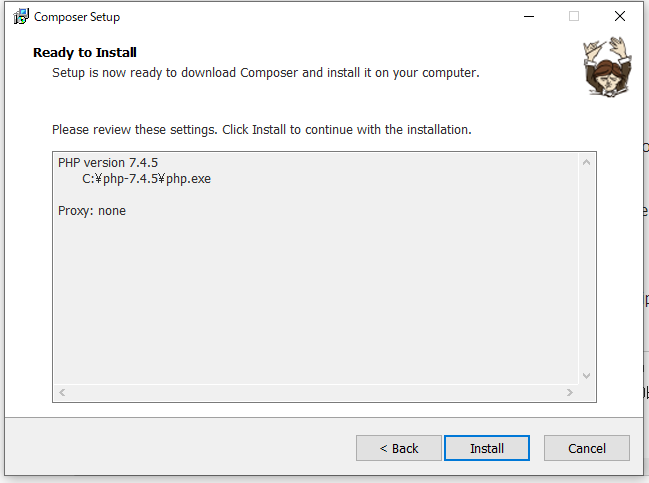 Composer Setup
Ready to Install
Setup is now ready to download Composer and install it on your computer.
Please review these settings. Click Install to continue with the installation.
PHP version 7.4.5
C:¥php-7.4.5¥php.exe
Proxy: none
< Back
Install
Cancel